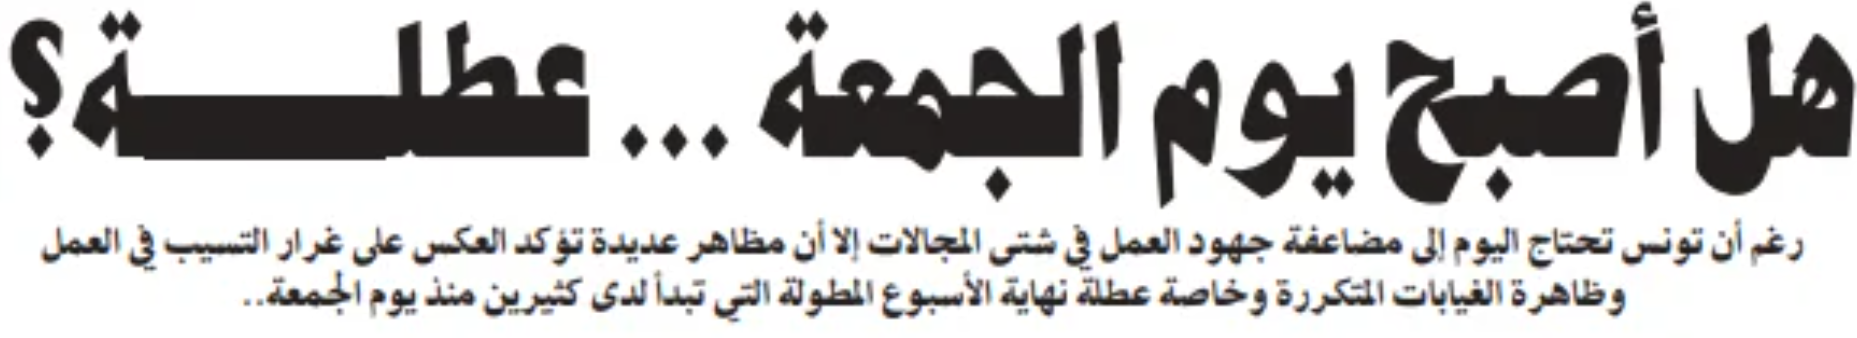 هل أصبح يوم الجمعة ... عطلـــة؟
رغم أن تونس تحتاج اليوم إلى مضاعفة جهود العمل في شتى المجالات إلا أن مظاهر عديدة تؤكد العكس على غرار التسيب في العمل
وظاهرة الغيابات المتكررة وخاصة عطلة نهاية الأسبوع المطولة التي تبدأ لدى كثيرين منذ يوم الجمعة..